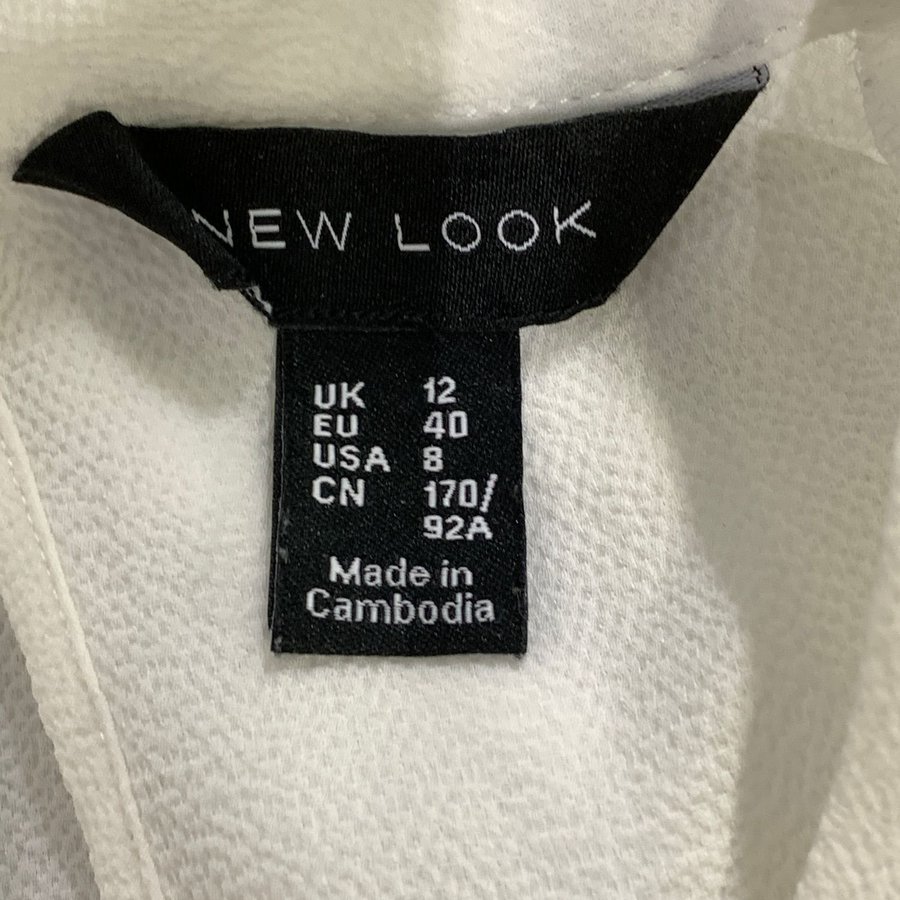 NEW LOOK
UK 12
EU 40
USA 8
CN 170/
92A
Made in
Cambodia